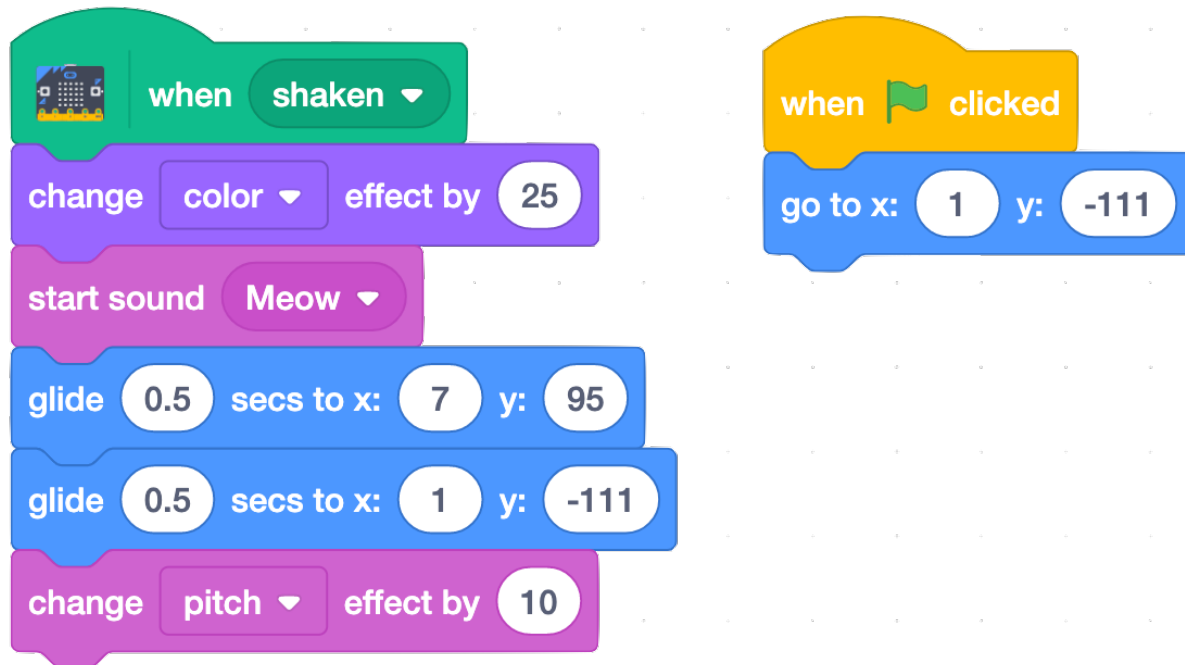 when shaken
change color effect by 25
start sound Meow
glide 0.5 secs to x: 7 y: 95
glide 0.5 secs to x: 1 y: -111
change pitch effect by 10
when clicked
go to x: 1 y: -111